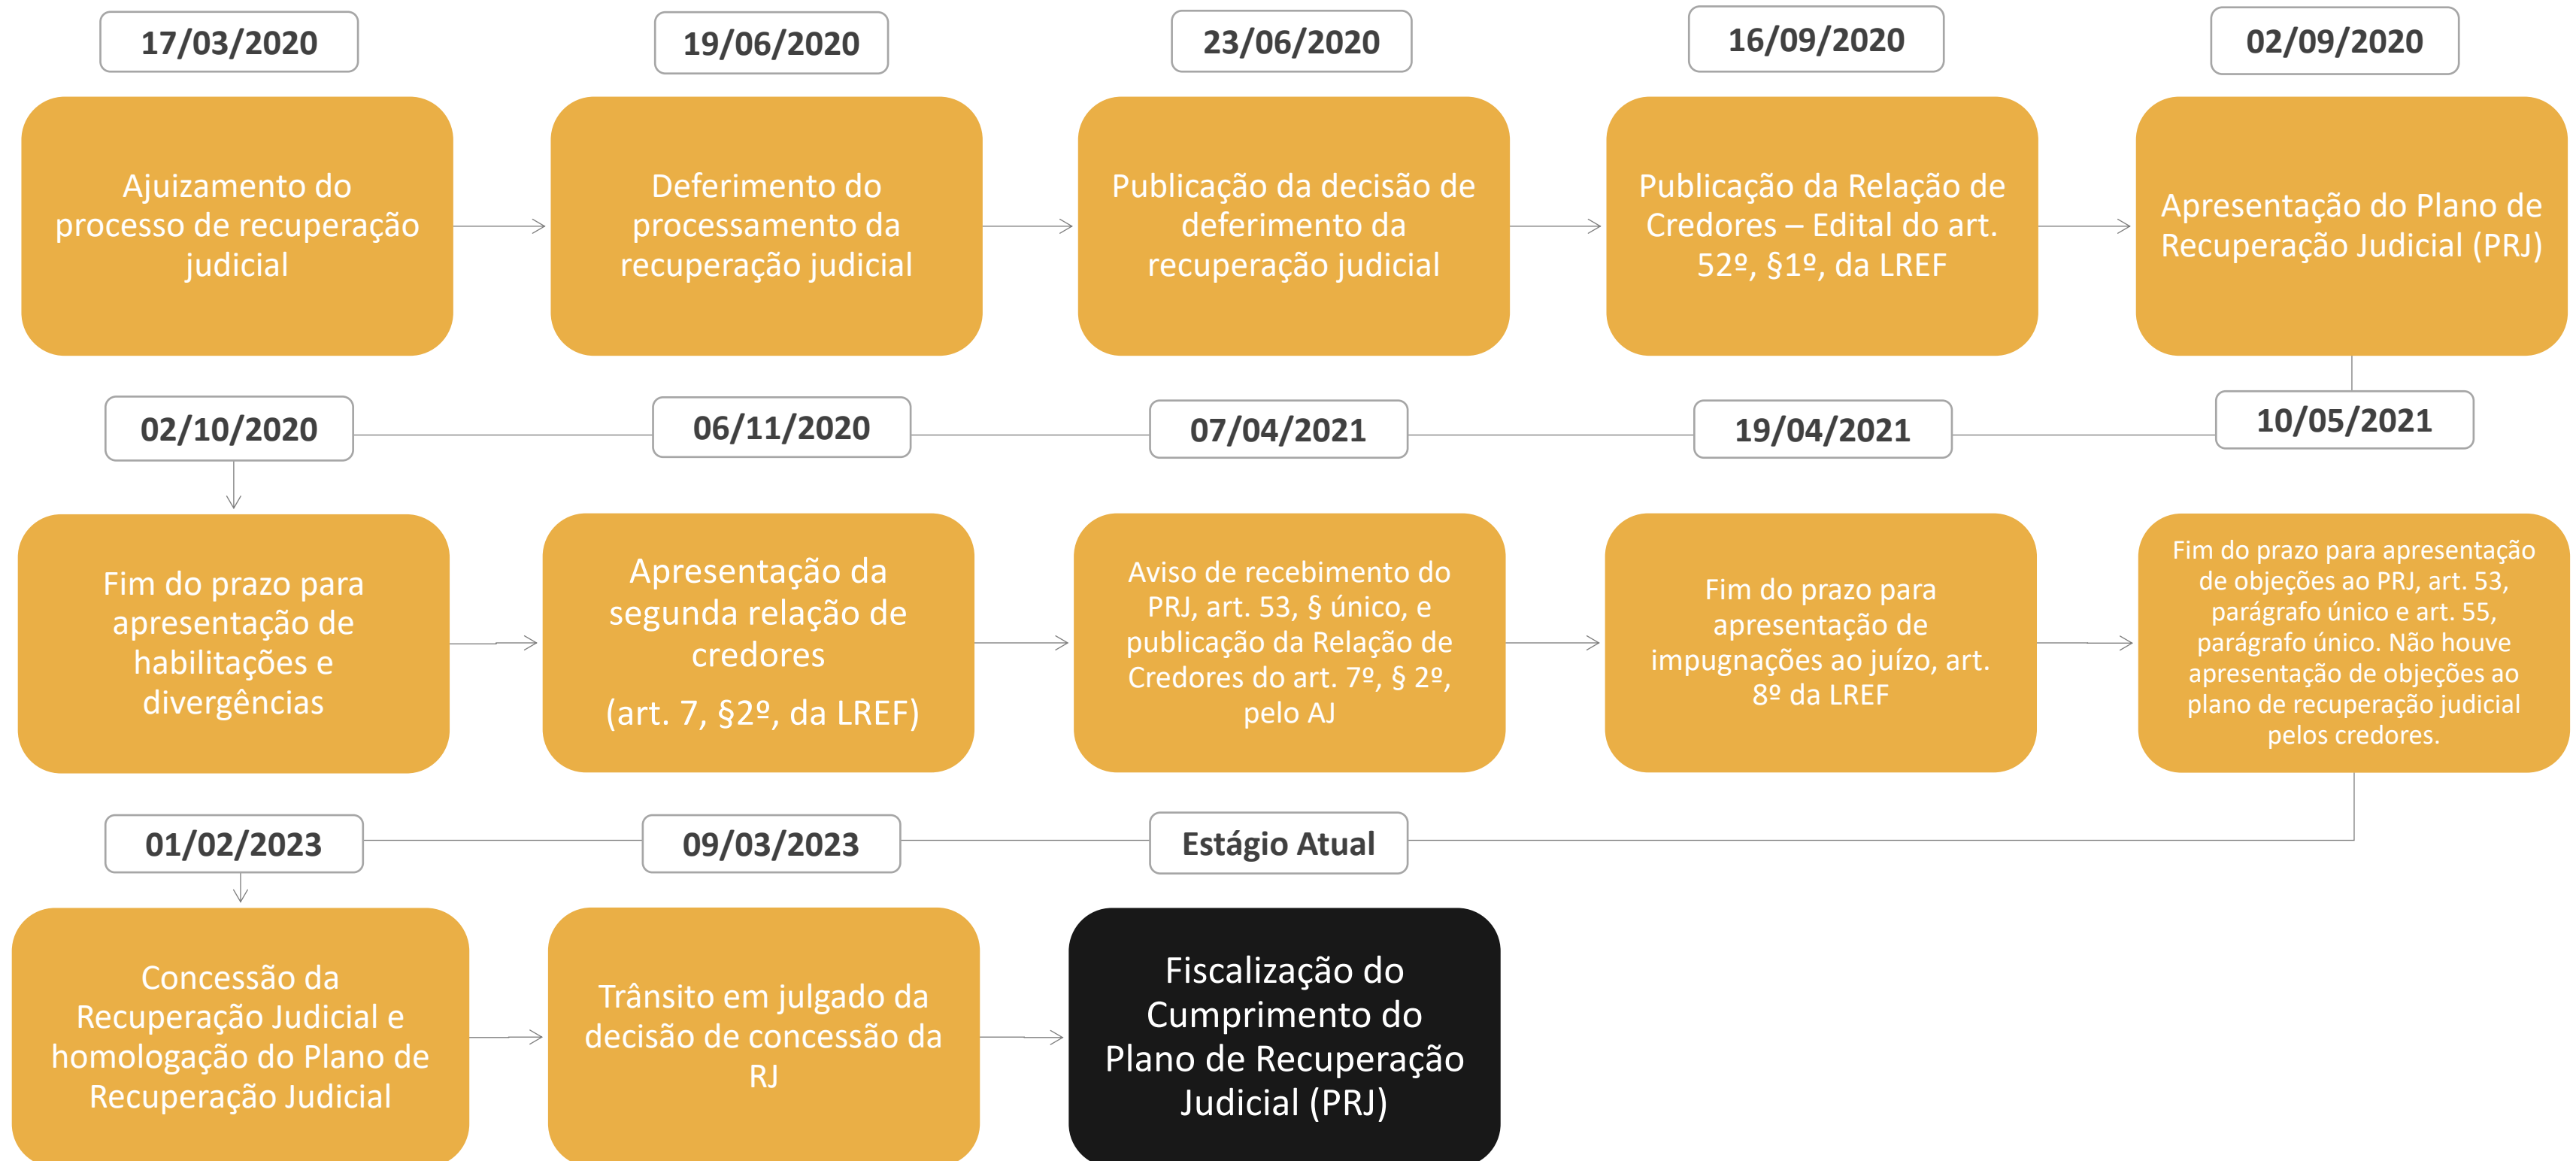 17/03/2020
Ajuizamento do
processo de recuperação
judicial
19/06/2020
Deferimento do
processamento da
recuperação judicial
23/06/2020
Publicação da decisão de
deferimento da
recuperação judicial
16/09/2020
Publicação da Relação de
Credores – Edital do art.
52º, §1º, da LREF
02/09/2020
Apresentação do Plano de
Recuperação Judicial (PRJ)
02/10/2020
Fim do prazo para
apresentação de
habilitações e
divergências
06/11/2020
Apresentação da
segunda relação de
credores
(art. 7, §2º, da LREF)
07/04/2021
Aviso de recebimento do
PRJ, art. 53, § único, e
publicação da Relação de
Credores do art. 7º, § 2º,
pelo AJ
19/04/2021
Fim do prazo para
apresentação de
impugnações ao juízo, art.
8º da LREF
10/05/2021
Fim do prazo para apresentação
de objeções ao PRJ, art. 53,
parágrafo único e art. 55,
parágrafo único. Não houve
apresentação de objeções ao
plano de recuperação judicial
pelos credores.
01/02/2023
Concessão da
Recuperação Judicial e
homologação do Plano de
Recuperação Judicial
09/03/2023
Trânsito em julgado da
decisão de concessão da
RJ
Estágio Atual
Fiscalização do
Cumprimento do
Plano de Recuperação
Judicial (PRJ)